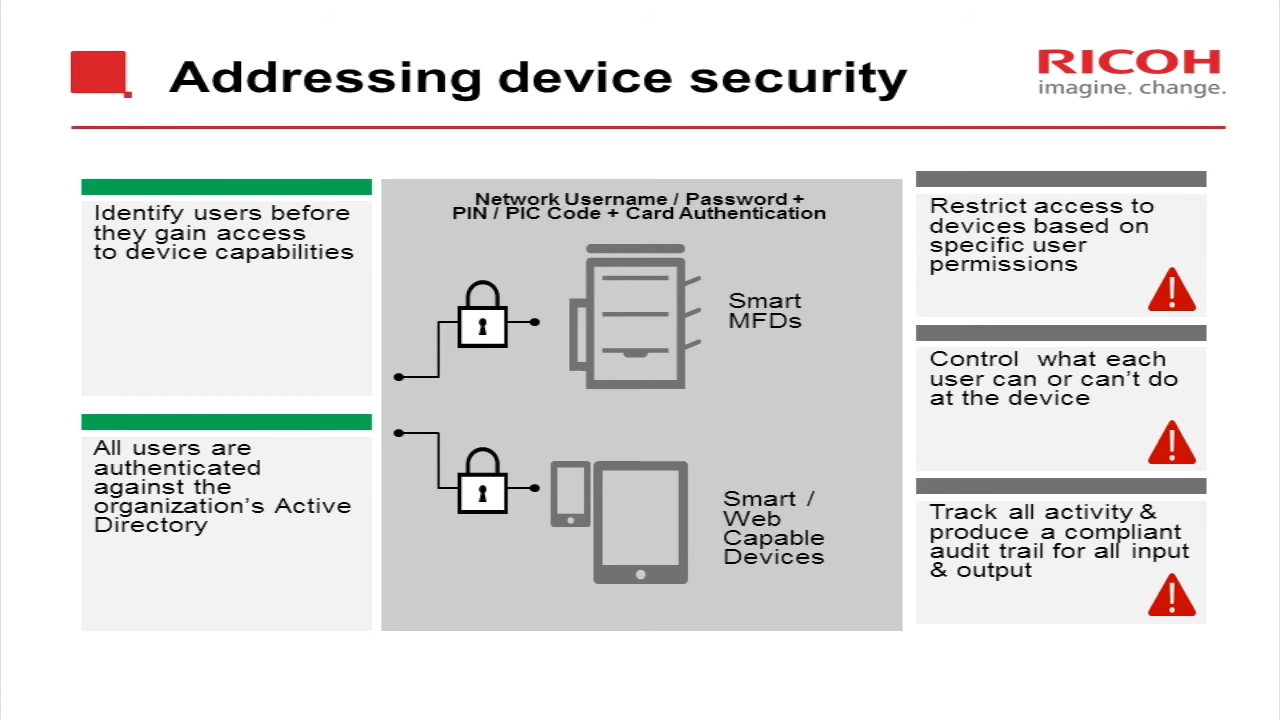 Addressing device security
RICOH
imagine. change.
Identify users before
they gain access
to device capabilities
All users are
authenticated
against the
organization's Active
Directory
Network Username / Password +
PIN / PIC Code + Card Authentication
Smart
MFDs
Smart /
Web
Capable
Devices
Restrict access to
devices based on
specific user
permissions
Control what each
user can or can't do
at the device
Track all activity &
produce a compliant
audit trail for all input
& output